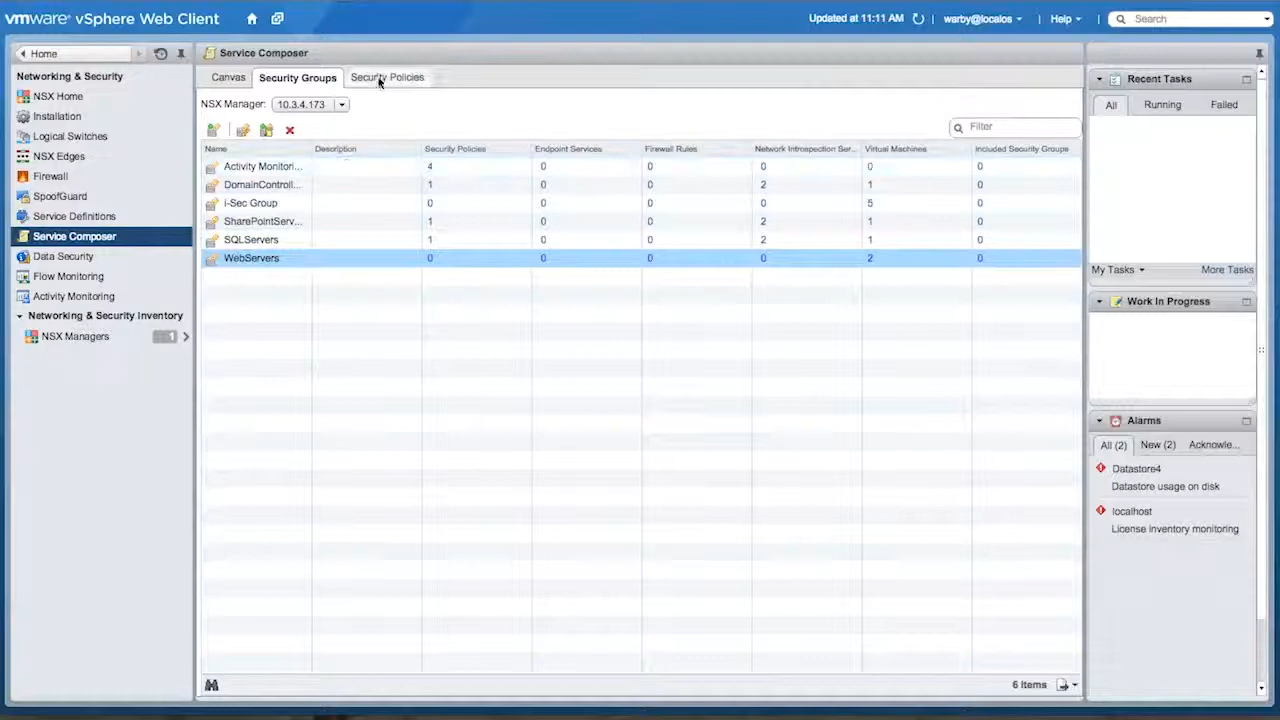 vmware® vSphere Web Client
Updated at 11:11 AM
warby@localos
Help
Search
Home
Networking & Security
NSX Home
Installation
Logical Switches
NSX Edges
Firewall
SpoofGuard
Service Definitions
Service Composer
Data Security
Flow Monitoring
Activity Monitoring
Networking & Security Inventory
NSX Managers 1
Service Composer
Canvas Security Groups Security Policies
NSX Manager: 10.3.4.173
Filter
Name Description Security Policies Endpoint Services Firewall Rules Network Introspection Ser... Virtual Machines Included Security Groups
Activity Monitori... 4 0 0 0 0 0
DomainControll... 1 0 0 2 1 0
i-Sec Group 0 0 0 0 5 0
SharePointServ... 1 0 0 2 1 0
SQLServers 1 0 0 2 1 0
WebServers 0 0 0 0 2 0
6 Items
Recent Tasks
All Running Failed
My Tasks More Tasks
Work In Progress
Alarms
All (2) New (2) Acknowle...
Datastore4
Datastore usage on disk
localhost
License inventory monitoring